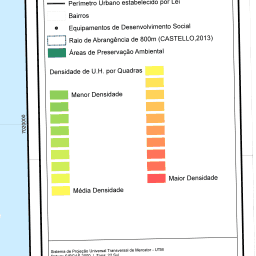 Perímetro Urbano estabelecido por Lei
Bairros
Equipamentos de Desenvolvimento Social
Raio de Abrangência de 800m (CASTELLO,2013)
Áreas de Preservação Ambiental
Densidade de U.H. por Quadras
Menor Densidade
Maior Densidade
Média Densidade
7020000
Sistema de Projeção Universal Transversal de Mercator - UTM